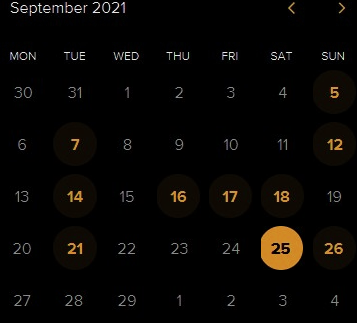 September 2021
MON TUE WED THU FRI SAT SUN
30 31 1 2 3 4 5
6 7 8 9 10 11 12
13 14 15 16 17 18 19
20 21 22 23 24 25 26
27 28 29 1 2 3 4